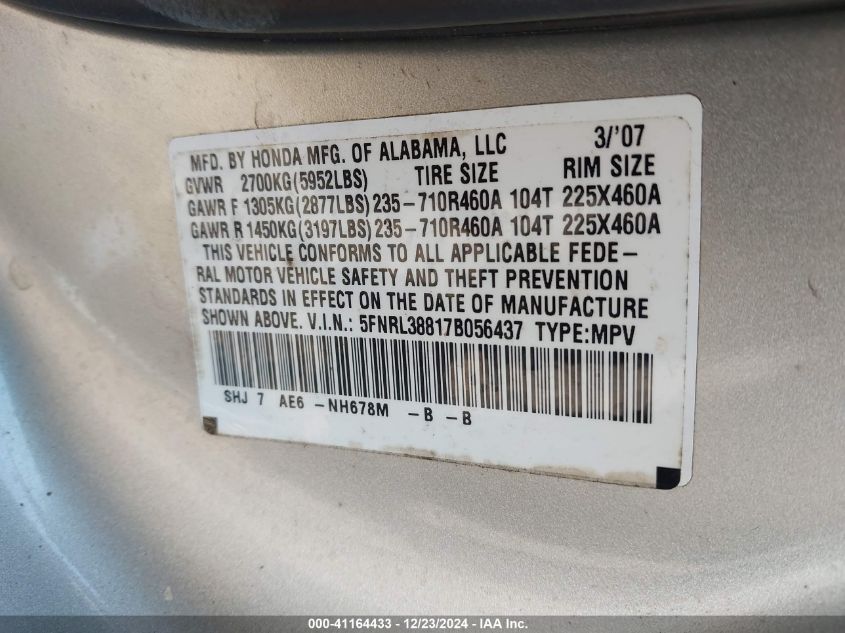 MFD. BY HONDA MFG. OF ALABAMA, LLC 3/'07
GVWR 2700KG(5952LBS) TIRE SIZE RIM SIZE
GAWR F 1305KG(2877LBS) 235-710R460A 104T 225X460A
GAWR R 1450KG(3197LBS) 235-710R460A 104T 225X460A
THIS VEHICLE CONFORMS TO ALL APPLICABLE FEDE-
RAL MOTOR VEHICLE SAFETY AND THEFT PREVENTION
STANDARDS IN EFFECT ON THE DATE OF MANUFACTURE
SHOWN ABOVE. V.I.N.: 5FNRL38817B056437 TYPE:MPV
SHJ 7 AE6 -NH678M -B -B
000-41164433 - 12/23/2024 - IAA Inc.